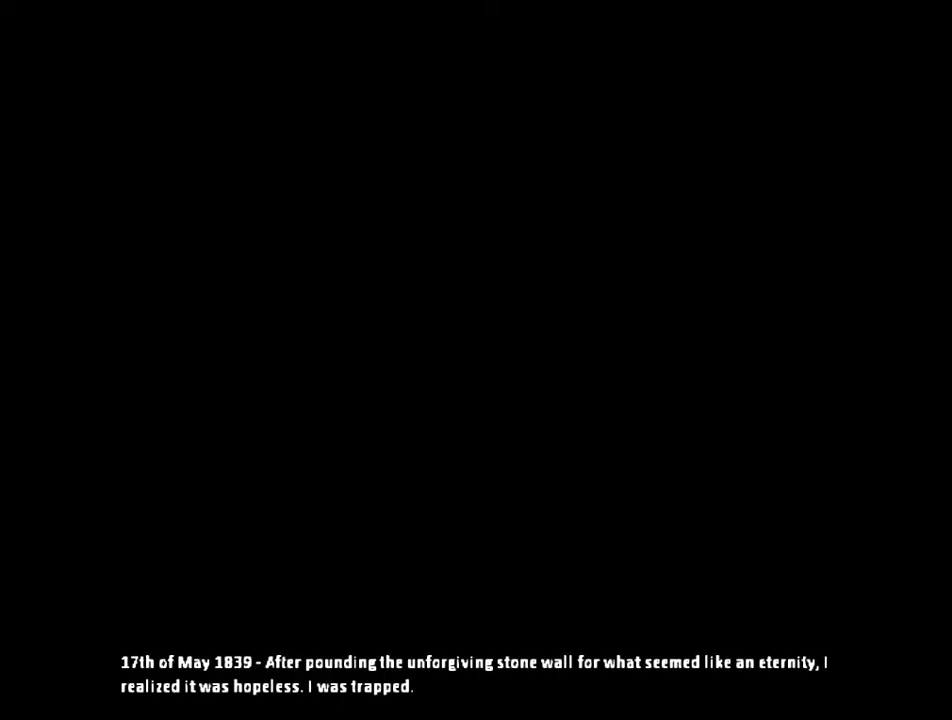 17th of May 1839 - After pounding the unforgiving stone wall for what seemed like an eternity, I
realized it was hopeless. I was trapped.